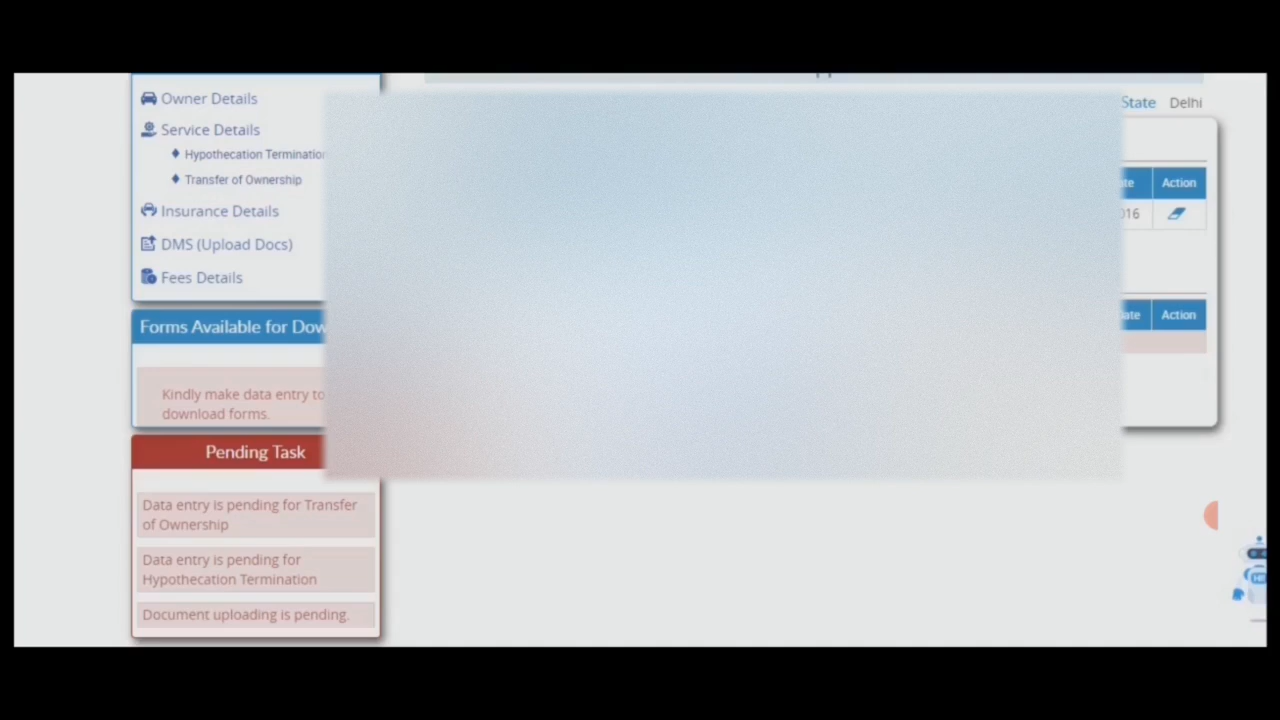 Owner Details
Service Details
Hypothecation Termination
Transfer of Ownership
Insurance Details
DMS (Upload Docs)
Fees Details
Forms Available for
Kindly make data entry to
download forms.
Pending Task
Data entry is pending for Transfer
of Ownership
Data entry is pending for
Hypothecation Termination
Document uploading is pending.
State Delhi
Action
Action